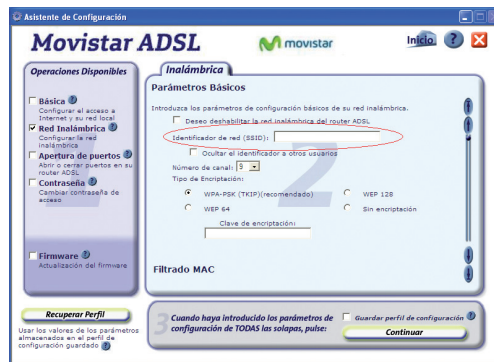 Asistente de Configuración
Movistar ADSL
movistar
Inicio ?
Operaciones Disponibles
Básica ?
Configurar el acceso a
Internet y su red local
Red Inalámbrica ?
Configurar la red
inalámbrica
Apertura de puertos ?
Abrir o cerrar puertos en su
router ADSL
Contraseña ?
Cambiar contraseña de
acceso
Firmware ?
Actualización del firmware
Recuperar Perfil
Usar los valores de los parámetros
almacenados en el perfil de
configuración guardado ?
Inalámbrica
Parámetros Básicos
Introduzca los parámetros de configuración básicos de su red inalámbrica.
Deseo deshabilitar la red inalámbrica del router ADSL
Identificador de red (SSID):
Ocultar el identificador a otros usuarios
Número de canal: 9
Tipo de Encriptación:
WPA-PSK (TKIP)(recomendado) WEP 128
WEP 64 Sin encriptación
Clave de encriptación:
Filtrado MAC
2
3
Cuando haya introducido los parámetros de
configuración de TODAS las solapas, pulse:
Guardar perfil de configuración ?
Continuar